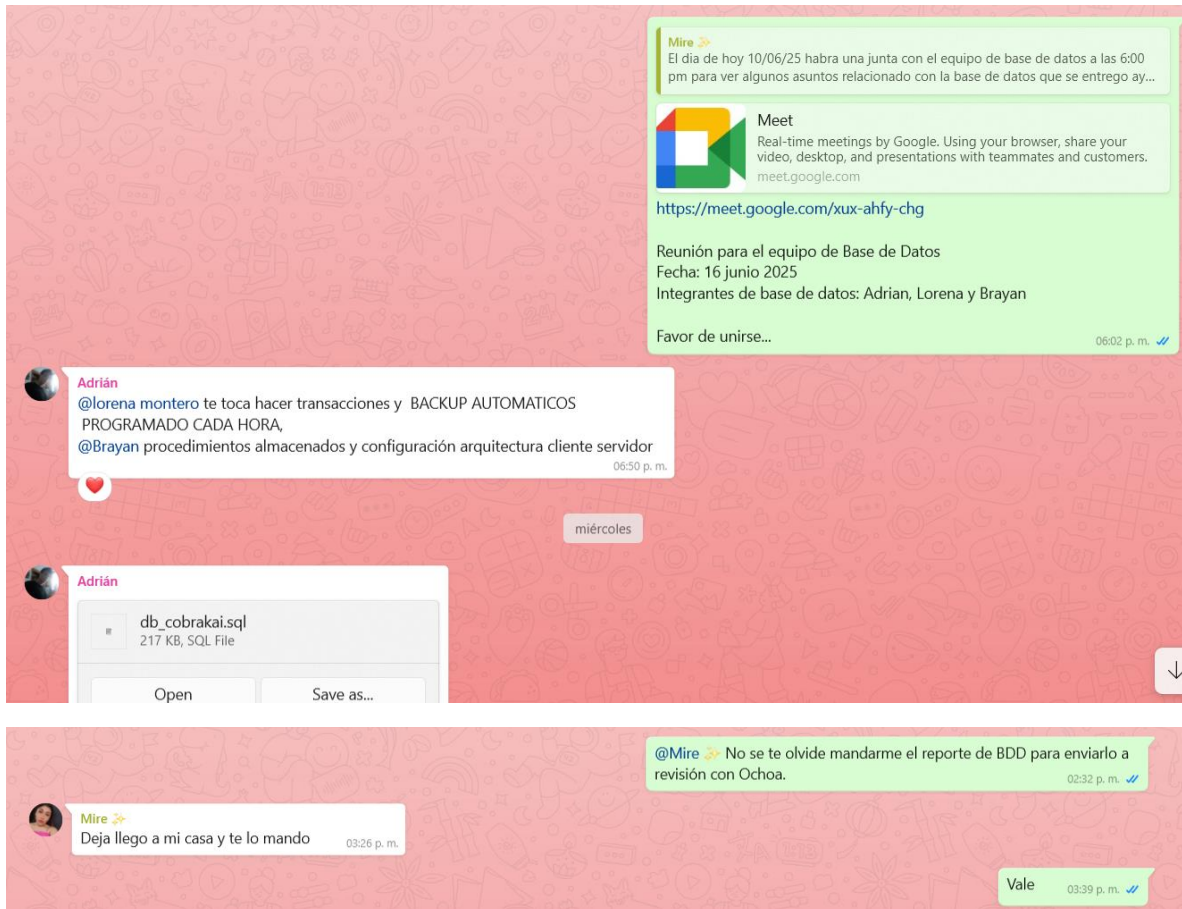 Mire ✨
El dia de hoy 10/06/25 habra una junta con el equipo de base de datos a las 6:00
pm para ver algunos asuntos relacionado con la base de datos que se entrego ay...
Meet
Real-time meetings by Google. Using your browser, share your
video, desktop, and presentations with teammates and customers.
meet.google.com
https://meet.google.com/xux-ahfy-chg
Reunión para el equipo de Base de Datos
Fecha: 16 junio 2025
Integrantes de base de datos: Adrian, Lorena y Brayan
Favor de unirse...
06:02 p. m.
Adrián
@lorena montero te toca hacer transacciones y BACKUP AUTOMATICOS
PROGRAMADO CADA HORA,
@Brayan procedimientos almacenados y configuración arquitectura cliente servidor
06:50 p. m.
miércoles
Adrián
db_cobrakai.sql
217 KB, SQL File
Open Save as...
@Mire ✨ No se te olvide mandarme el reporte de BDD para enviarlo a
revisión con Ochoa.
02:32 p. m.
Mire ✨
Deja llego a mi casa y te lo mando 03:26 p. m.
Vale 03:39 p. m.